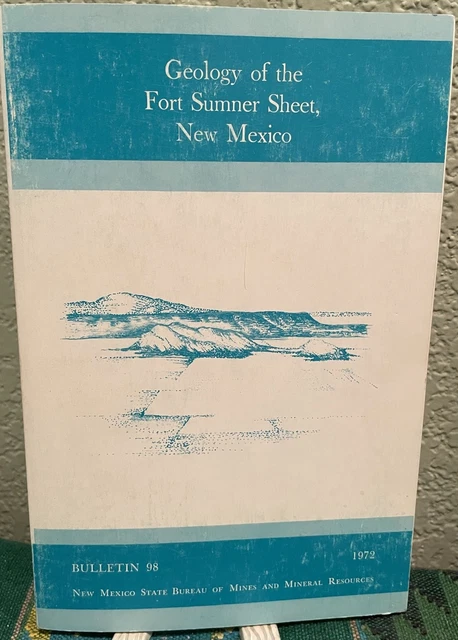 Geology of the
Fort Sumner Sheet,
New Mexico
BULLETIN 98
1972
NEW MEXICO STATE BUREAU OF MINES AND MINERAL RESOURCES